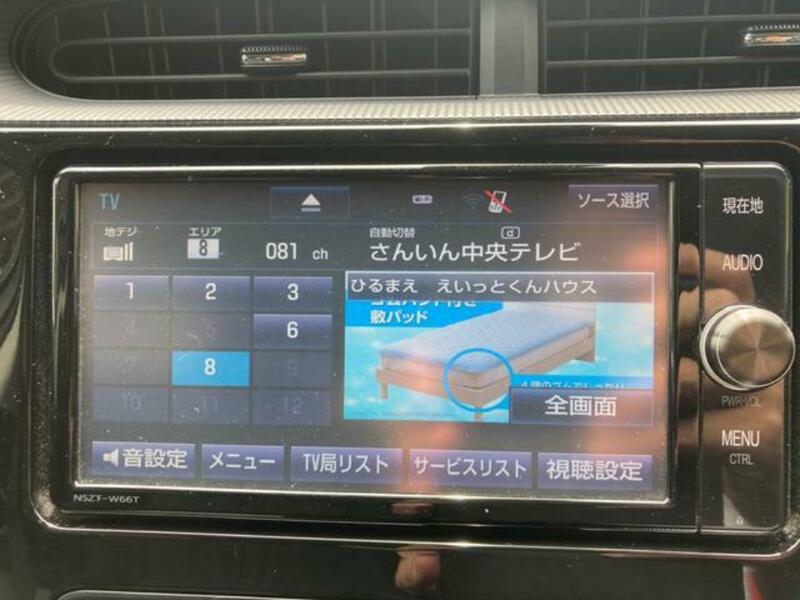 TV
ソース選択
現在地
地デジ
エリア
8
081 ch
自動切替
d
さんいん中央テレビ
AUDIO
ひるまえ えいっとくんハウス
1 2 3
6
8
9
10 11 12
敷パッド
全画面
PWR・VOL
MENU
CTRL
音設定
メニュー
TV局リスト
サービスリスト
視聴設定
NSZT-W66T